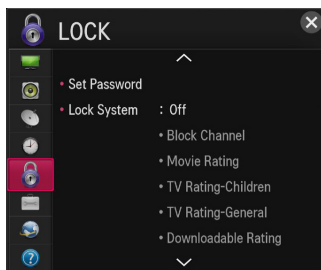 LOCK
• Set Password
• Lock System : Off
• Block Channel
• Movie Rating
• TV Rating-Children
• TV Rating-General
• Downloadable Rating